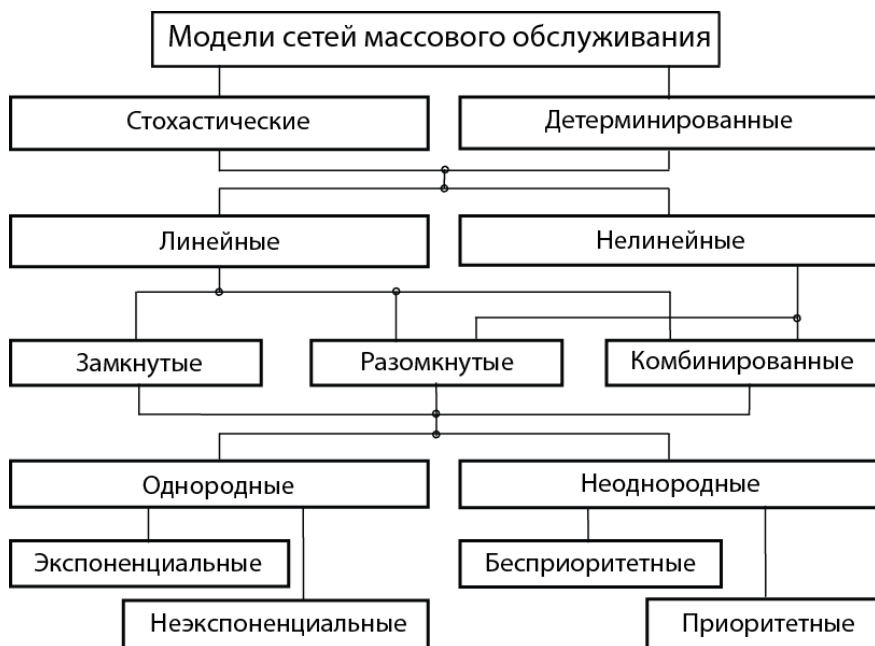 Модели сетей массового обслуживания
Стохастические
Детерминированные
Линейные
Нелинейные
Замкнутые
Разомкнутые
Комбинированные
Однородные
Неоднородные
Экспоненциальные
Бесприоритетные
Неэкспоненциальные
Приоритетные